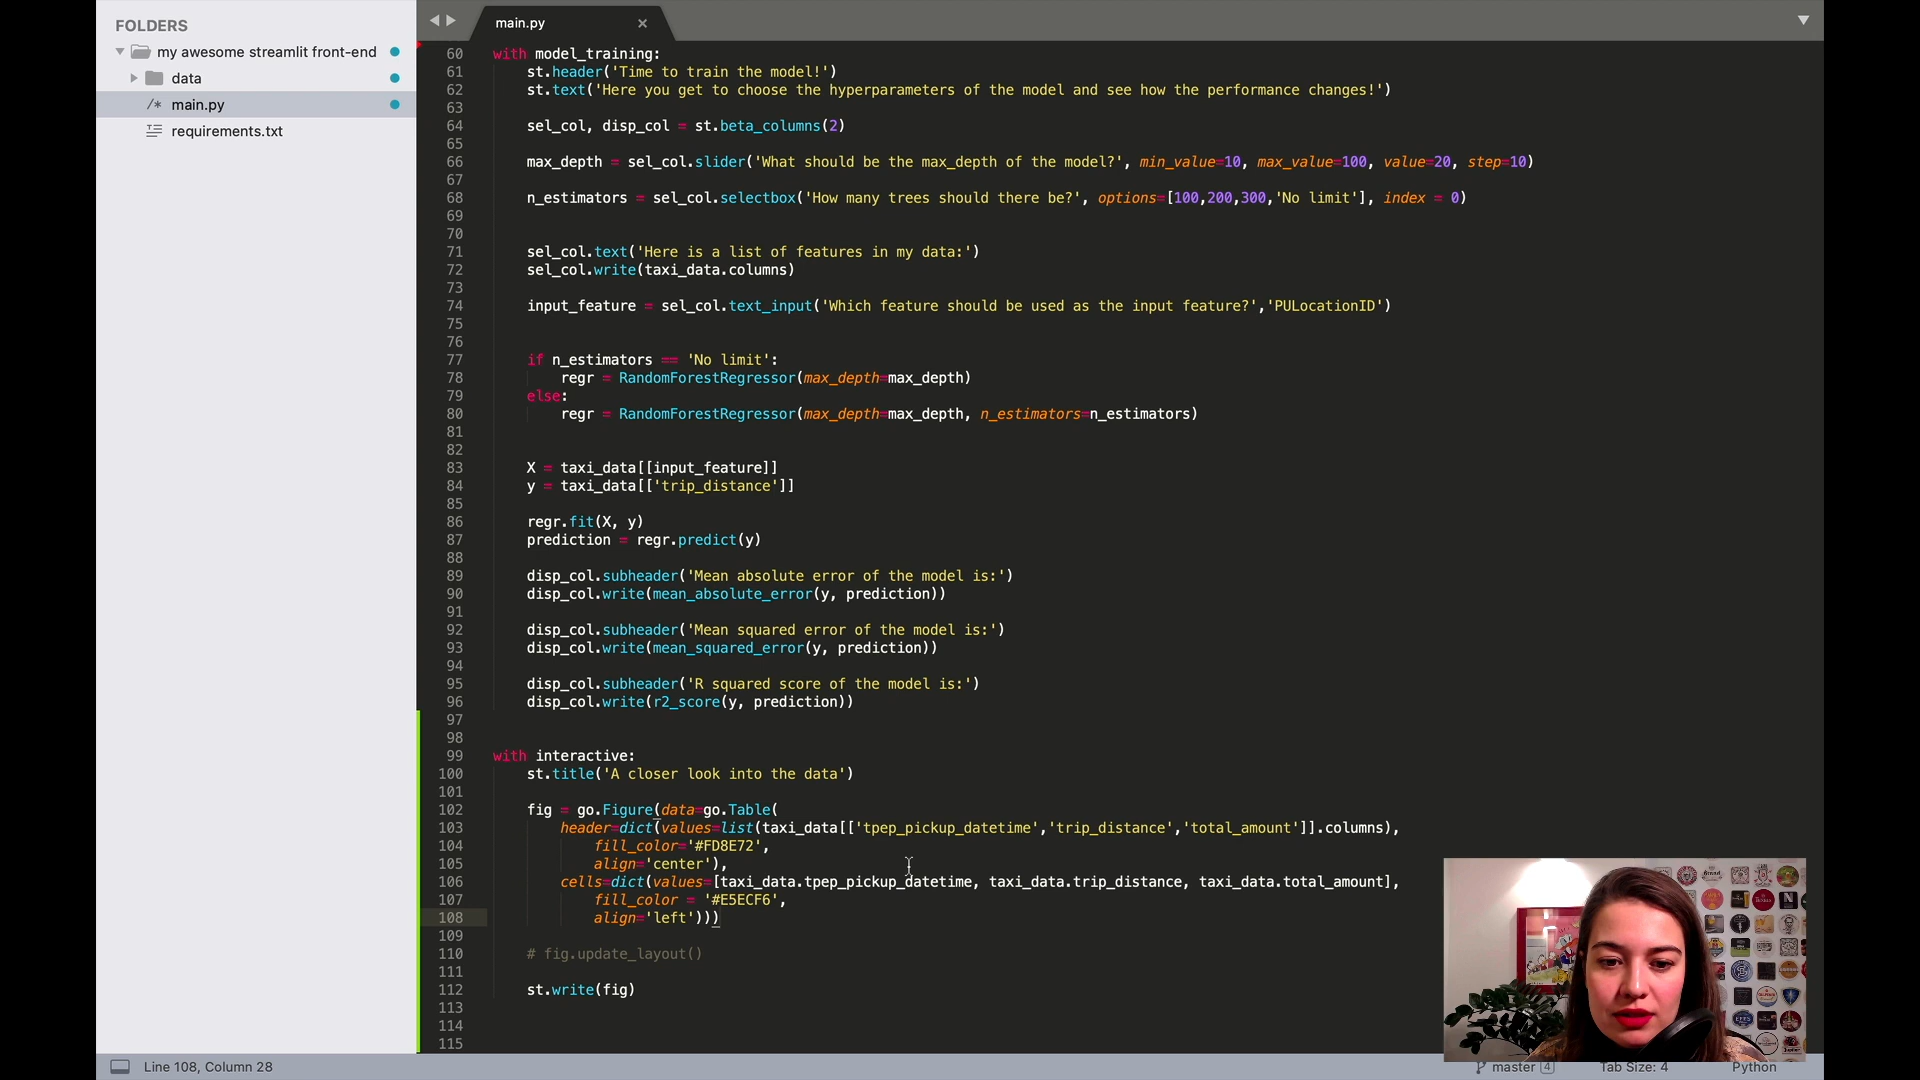 FOLDERS
my awesome streamlit front-end
data
/* main.py
requirements.txt
main.py
60 with model_training:
61 st.header('Time to train the model!')
62 st.text('Here you get to choose the hyperparameters of the model and see how the performance changes!')
63
64 sel_col, disp_col = st.beta_columns(2)
65
66 max_depth = sel_col.slider('What should be the max_depth of the model?', min_value=10, max_value=100, value=20, step=10)
67
68 n_estimators = sel_col.selectbox('How many trees should there be?', options=[100,200,300,'No limit'], index = 0)
69
70
71 sel_col.text('Here is a list of features in my data:')
72 sel_col.write(taxi_data.columns)
73
74 input_feature = sel_col.text_input('Which feature should be used as the input feature?','PULocationID')
75
76
77 if n_estimators == 'No limit':
78 regr = RandomForestRegressor(max_depth=max_depth)
79 else:
80 regr = RandomForestRegressor(max_depth=max_depth, n_estimators=n_estimators)
81
82
83 X = taxi_data[[input_feature]]
84 y = taxi_data[['trip_distance']]
85
86 regr.fit(X, y)
87 prediction = regr.predict(y)
88
89 disp_col.subheader('Mean absolute error of the model is:')
90 disp_col.write(mean_absolute_error(y, prediction))
91
92 disp_col.subheader('Mean squared error of the model is:')
93 disp_col.write(mean_squared_error(y, prediction))
94
95 disp_col.subheader('R squared score of the model is:')
96 disp_col.write(r2_score(y, prediction))
97
98
99 with interactive:
100 st.title('A closer look into the data')
101
102 fig = go.Figure(data=go.Table(
103 header=dict(values=list(taxi_data[['tpep_pickup_datetime','trip_distance','total_amount']].columns),
104 fill_color='#FD8E72',
105 align='center'),
106 cells=dict(values=[taxi_data.tpep_pickup_datetime, taxi_data.trip_distance, taxi_data.total_amount],
107 fill_color = '#E5ECF6',
108 align='left')))
109
110 # fig.update_layout()
111
112 st.write(fig)
113
114
115
Line 108, Column 28
master 4
Tab Size: 4
Python